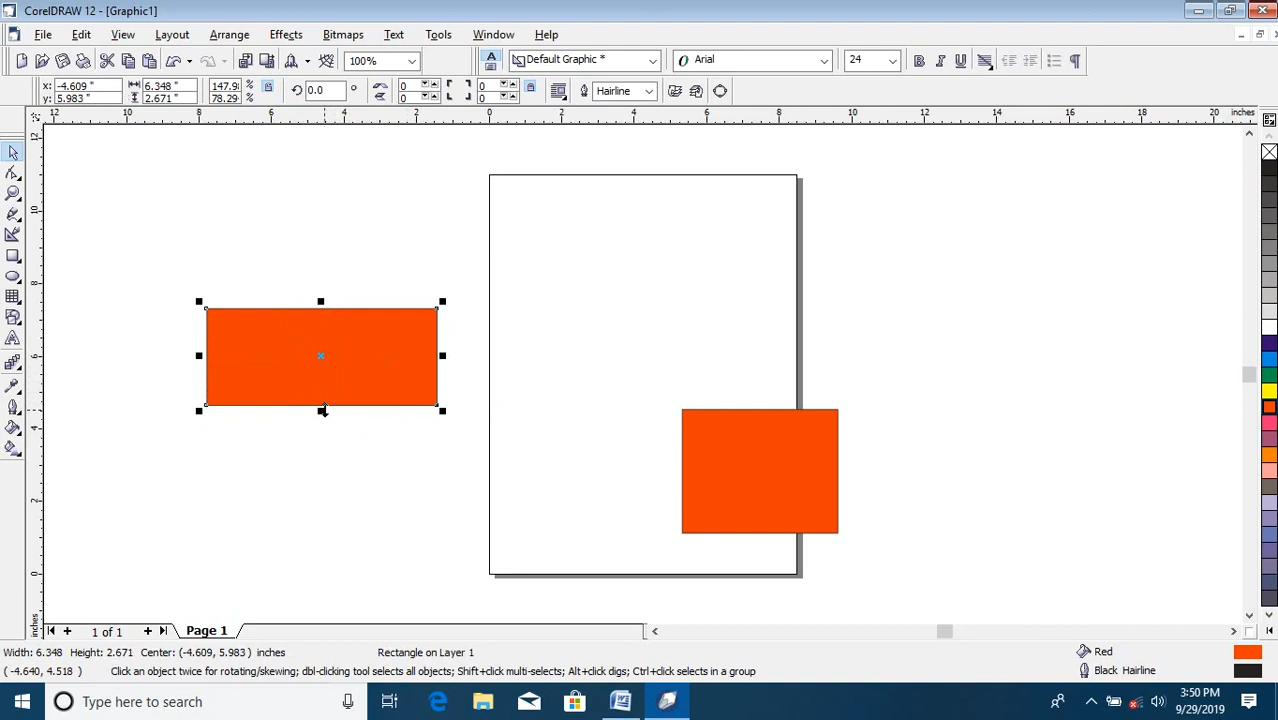 CorelDRAW 12 - [Graphic1]
File Edit View Layout Arrange Effects Bitmaps Text Tools Window Help
100% Default Graphic * Arial 24
x: -4.609 " 6.348 " 147.9 % 0.0 ° 0 0 Hairline
y: 5.983 " 2.671 " 78.29 % 0 0
12 8 6 4 0 2 4 6 8 10 12 14 16 18 20 inches
12
10
8
6
4
2
0
inches
1 of 1 Page 1
Width: 6.348 Height: 2.671 Center: (-4.609, 5.983) inches Rectangle on Layer 1 Red
( -4.640, 4.518 ) Click an object twice for rotating/skewing; dbl-clicking tool selects all objects; Shift+click multi-selects; Alt+click digs; Ctrl+click selects in a group Black Hairline
Type here to search
3:50 PM
9/29/2019